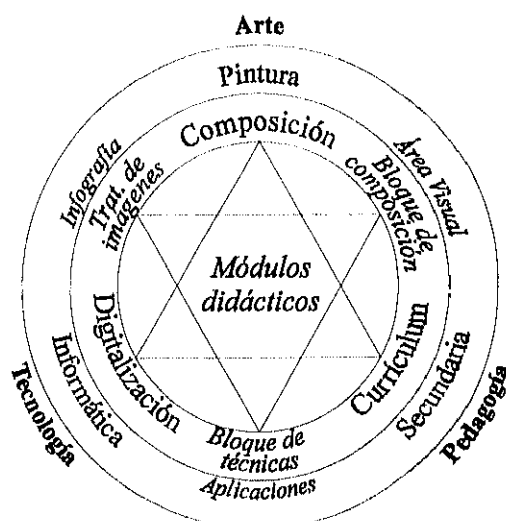 Arte
Pintura
Composición
Infografía
Trat. de
imagenes
Área Visual
Bloque de
composición
Módulos
didácticos
Digitalización
Informática
Tecnología
Currículum
Secundaria
Pedagogía
Bloque de
técnicas
Aplicaciones